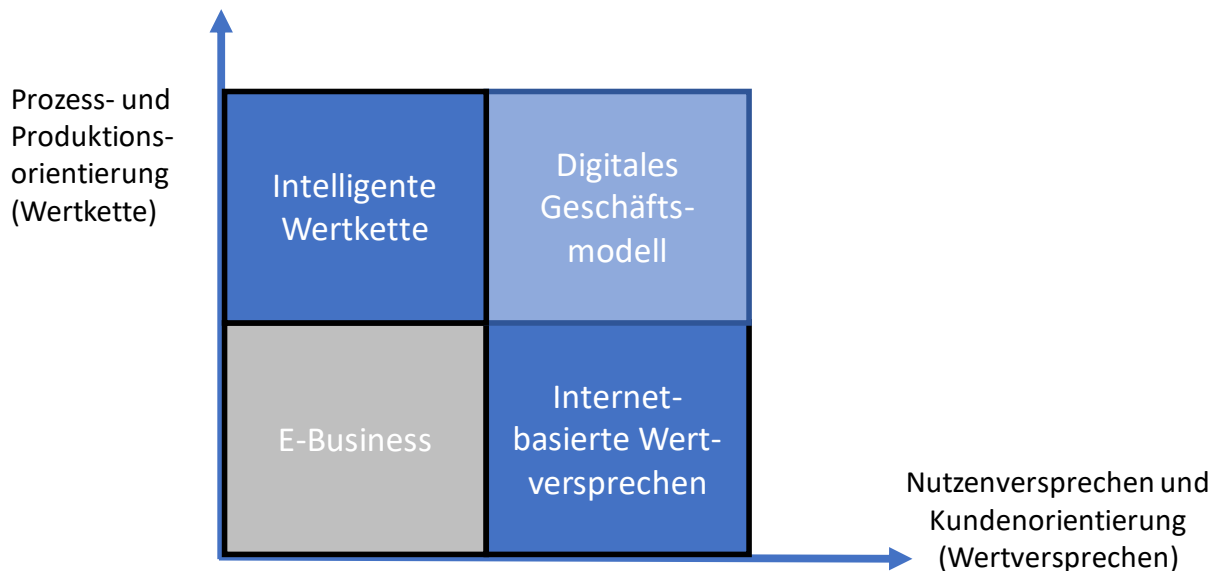 Prozess- und
Produktions-
orientierung
(Wertkette)
Intelligente
Wertkette
Digitales
Geschäfts-
modell
E-Business
Internet-
basierte Wert-
versprechen
Nutzenversprechen und
Kundenorientierung
(Wertversprechen)